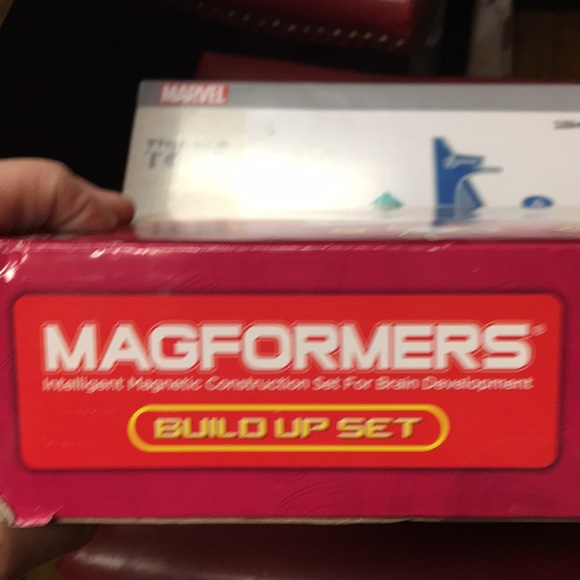 MARVEL
MAGFORMERS
Intelligent Magnetic Construction Set For Brain Development
BUILD UP SET